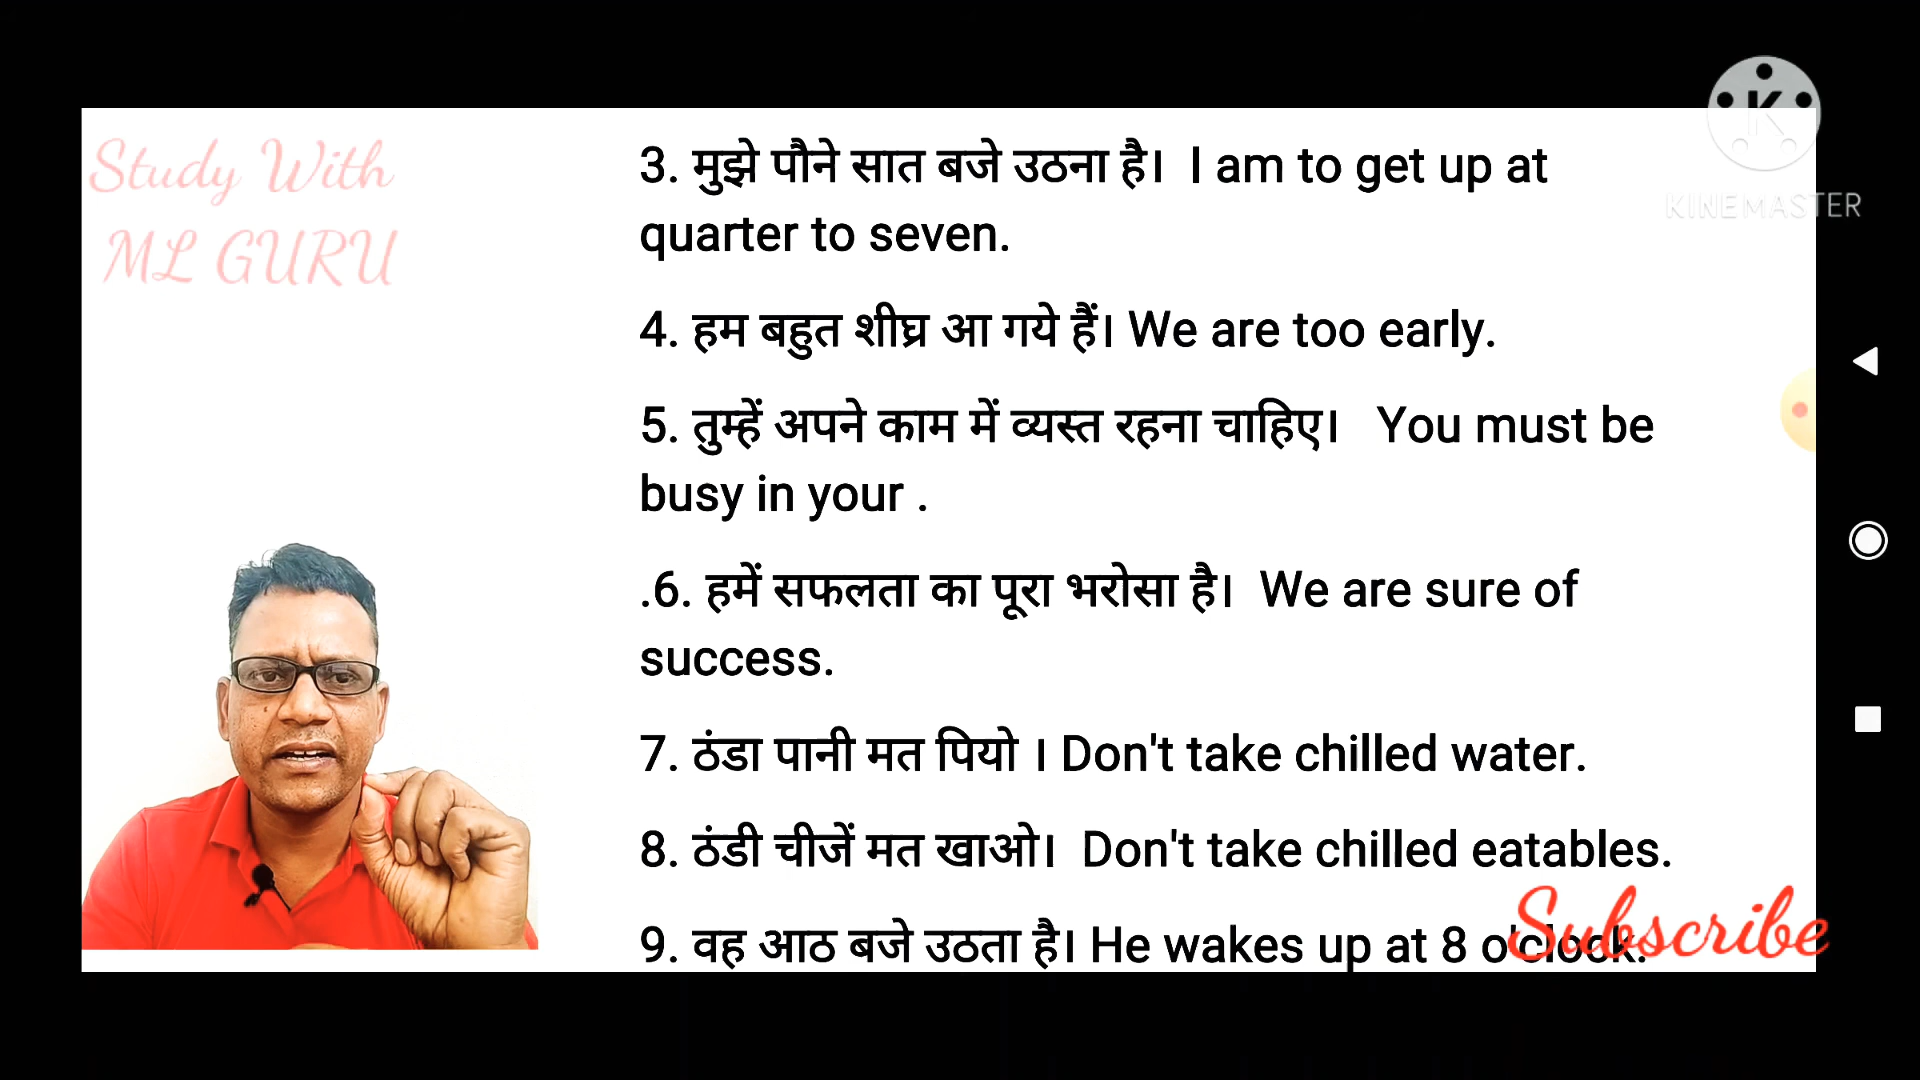 Study With
ML GURU
KINEMASTER
3. मुझे पौने सात बजे उठना है। I am to get up at
quarter to seven.
4. हम बहुत शीघ्र आ गये हैं। We are too early.
5. तुम्हें अपने काम में व्यस्त रहना चाहिए। You must be
busy in your .
.6. हमें सफलता का पूरा भरोसा है। We are sure of
success.
7. ठंडा पानी मत पियो । Don't take chilled water.
8. ठंडी चीजें मत खाओ। Don't take chilled eatables.
9. वह आठ बजे उठता है। He wakes up at 8 o'clock.
Subscribe